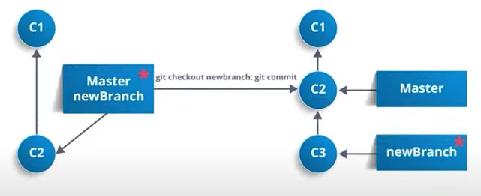 C1
Master
newBranch
*
C2
git checkout newbranch; git commit
C1
C2
Master
C3
newBranch
*